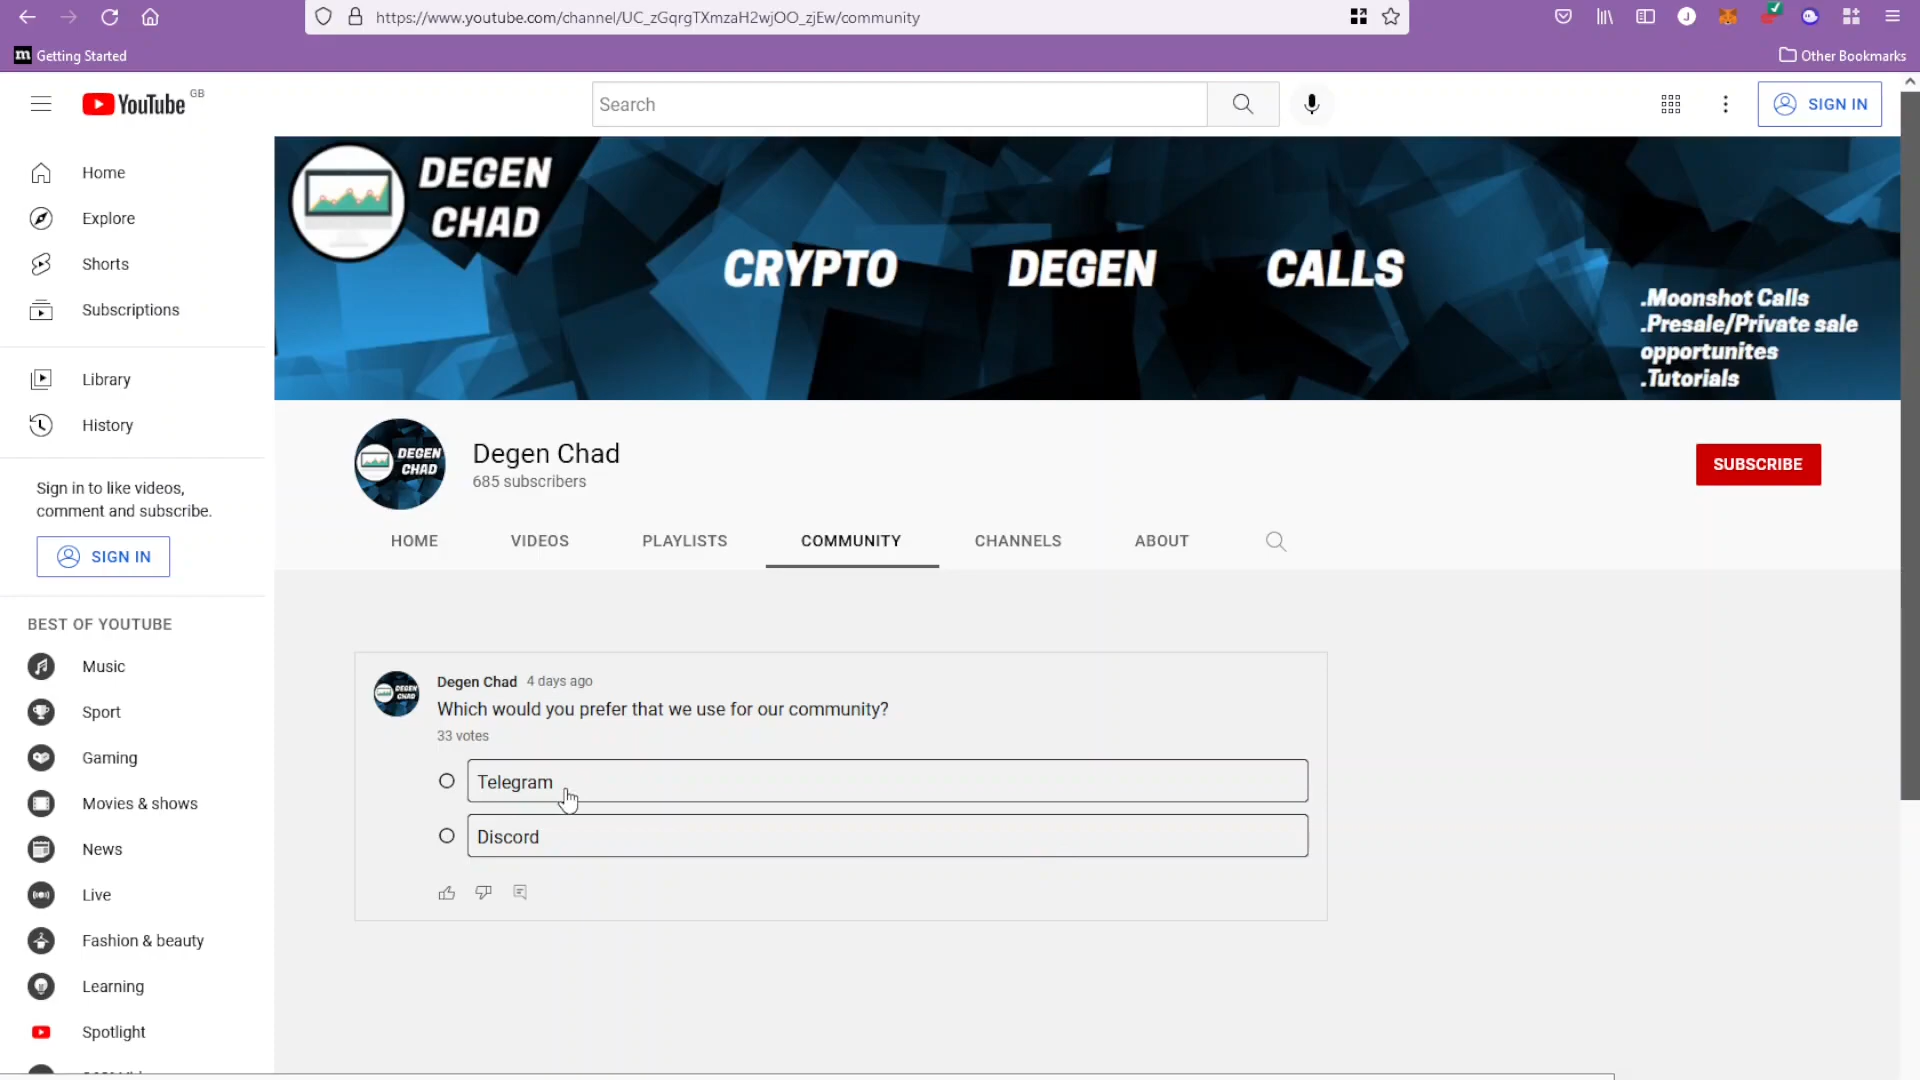 https://www.youtube.com/channel/UC_zGqrgTXmzaH2wjOO_zjEw/community
J
m Getting Started
Other Bookmarks
YouTube GB
Search
SIGN IN
Home
Explore
Shorts
Subscriptions
Library
History
Sign in to like videos,
comment and subscribe.
SIGN IN
BEST OF YOUTUBE
Music
Sport
Gaming
Movies & shows
News
Live
Fashion & beauty
Learning
Spotlight
DEGEN
CHAD
CRYPTO DEGEN CALLS
.Moonshot Calls
.Presale/Private sale
opportunites
.Tutorials
DEGEN
CHAD
Degen Chad
685 subscribers
SUBSCRIBE
HOME VIDEOS PLAYLISTS COMMUNITY CHANNELS ABOUT
DEGEN
CHAD
Degen Chad 4 days ago
Which would you prefer that we use for our community?
33 votes
Telegram
Discord